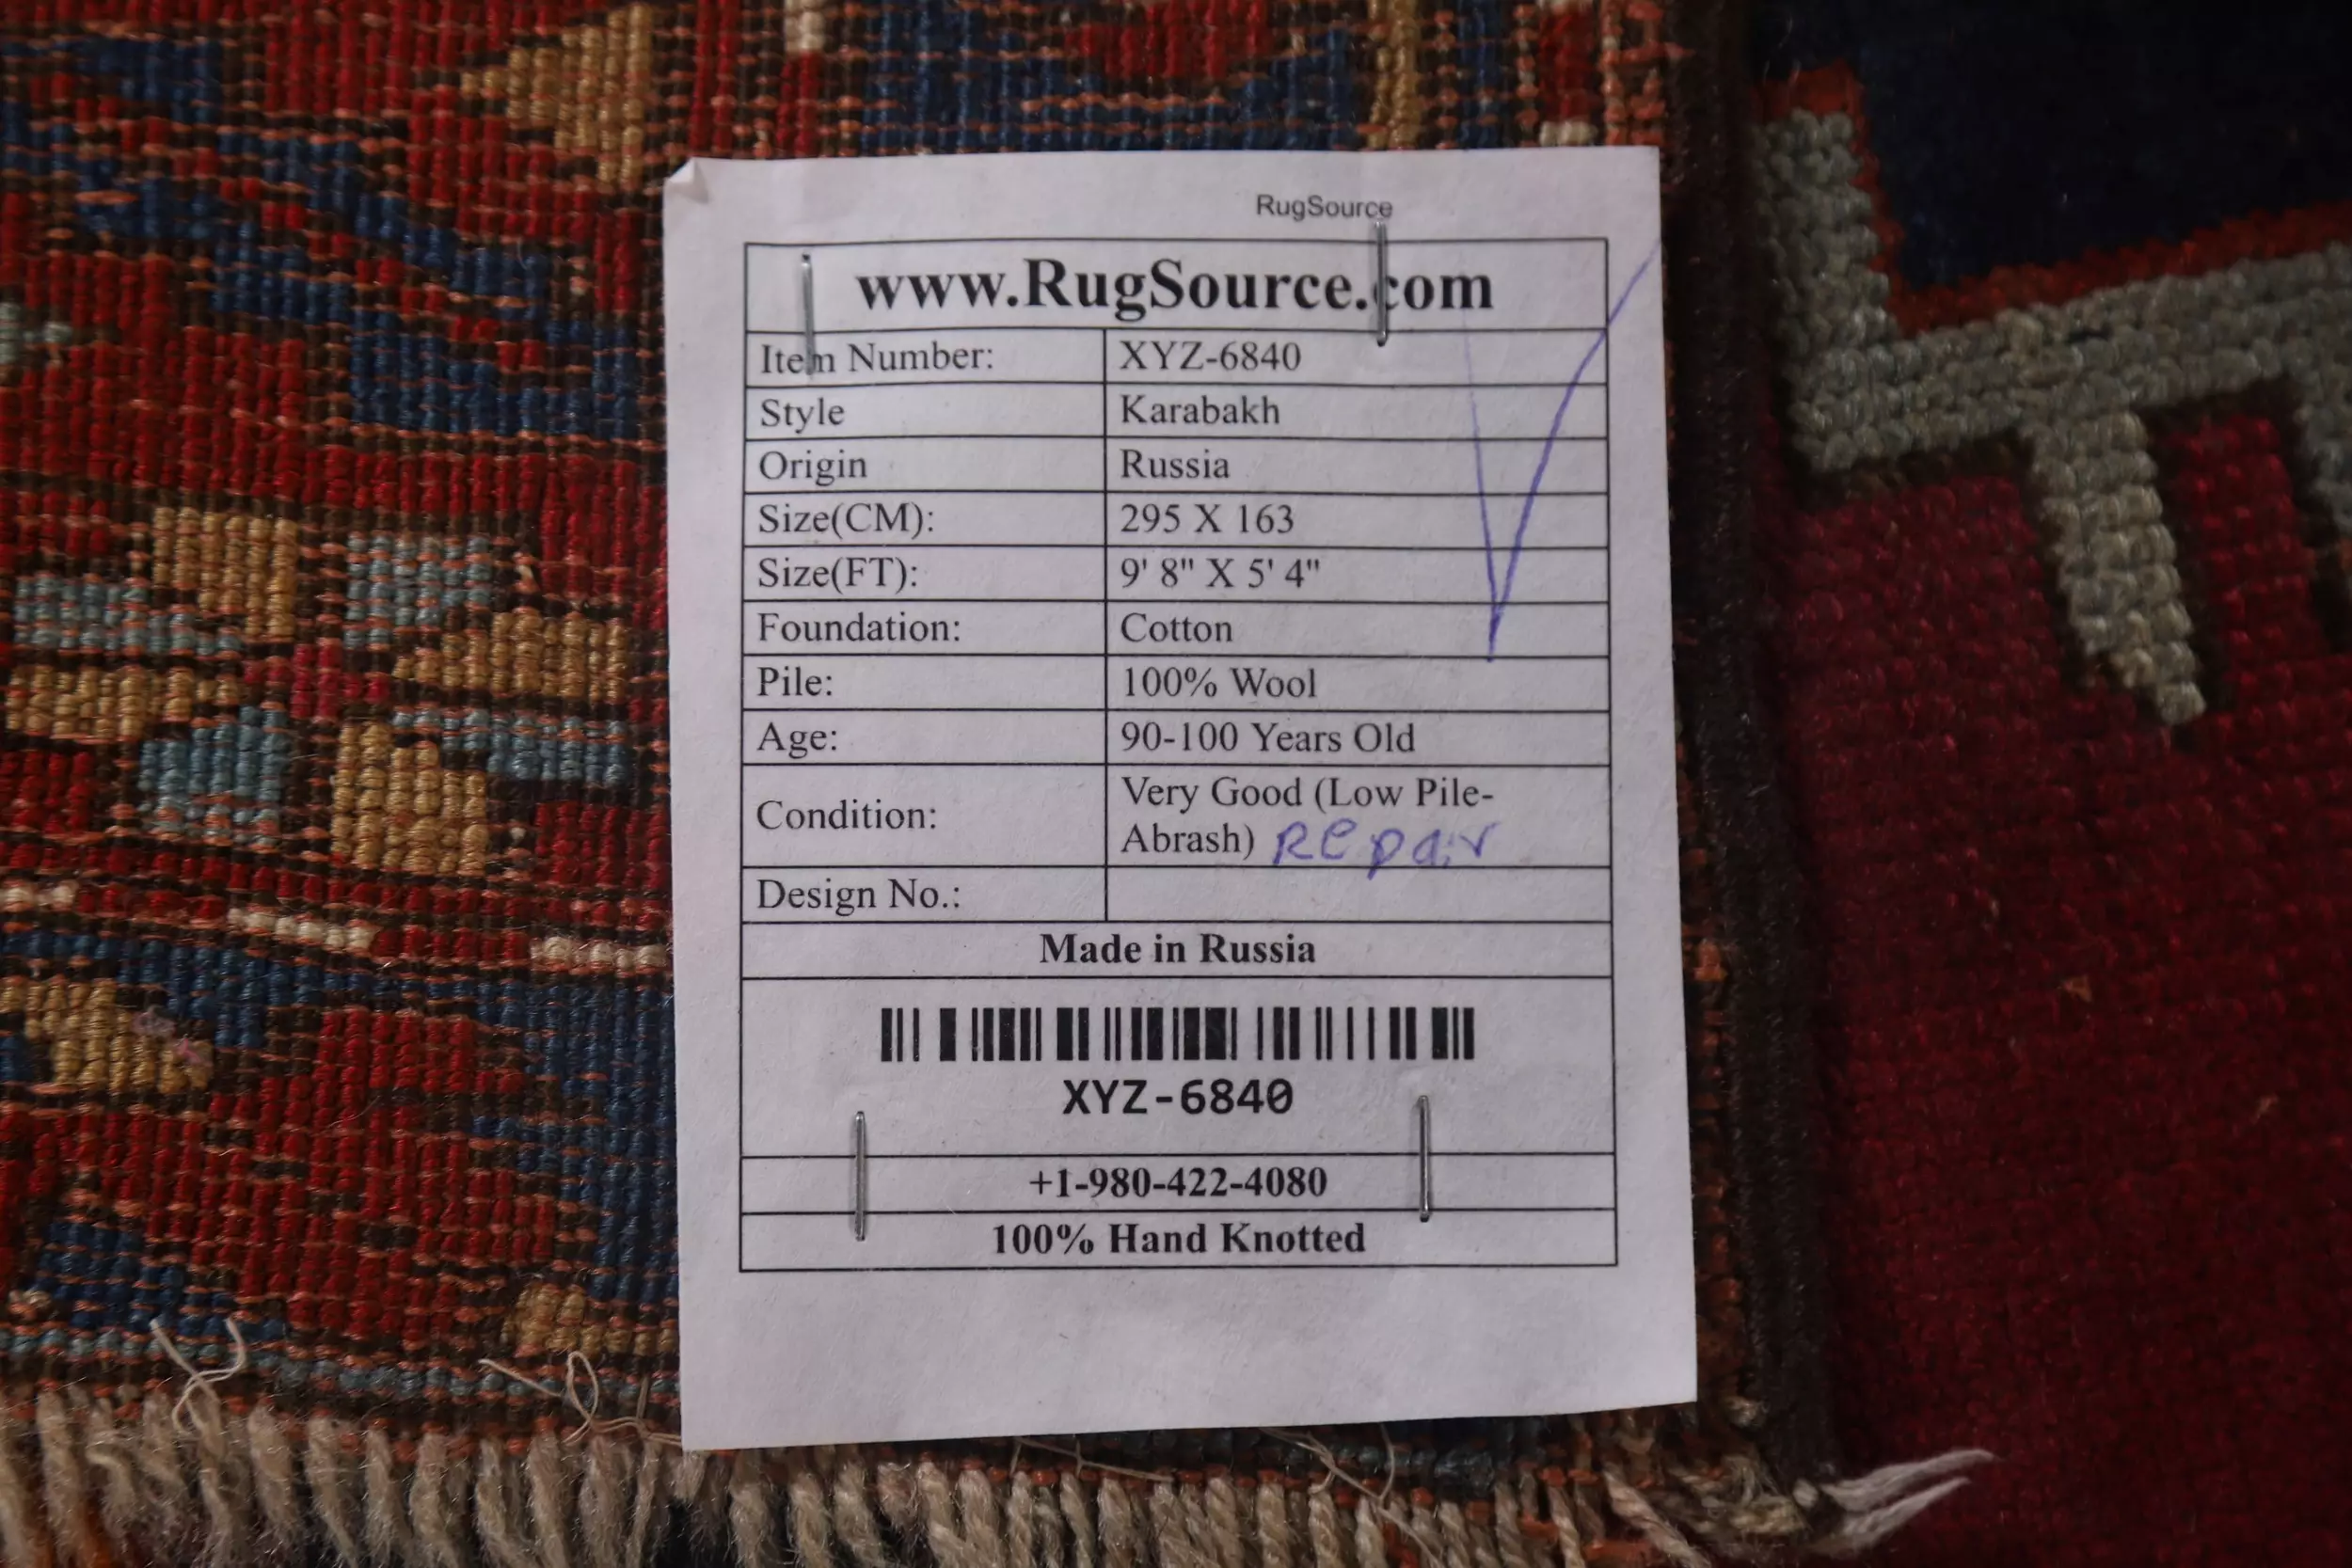 RugSource
www.RugSource.com
Item Number: XYZ-6840
Style Karabakh
Origin Russia
Size(CM): 295 X 163
Size(FT): 9' 8" X 5' 4"
Foundation: Cotton
Pile: 100% Wool
Age: 90-100 Years Old
Condition: Very Good (Low Pile-
Abrash) Repair
Design No.:
Made in Russia
XYZ-6840
+1-980-422-4080
100% Hand Knotted